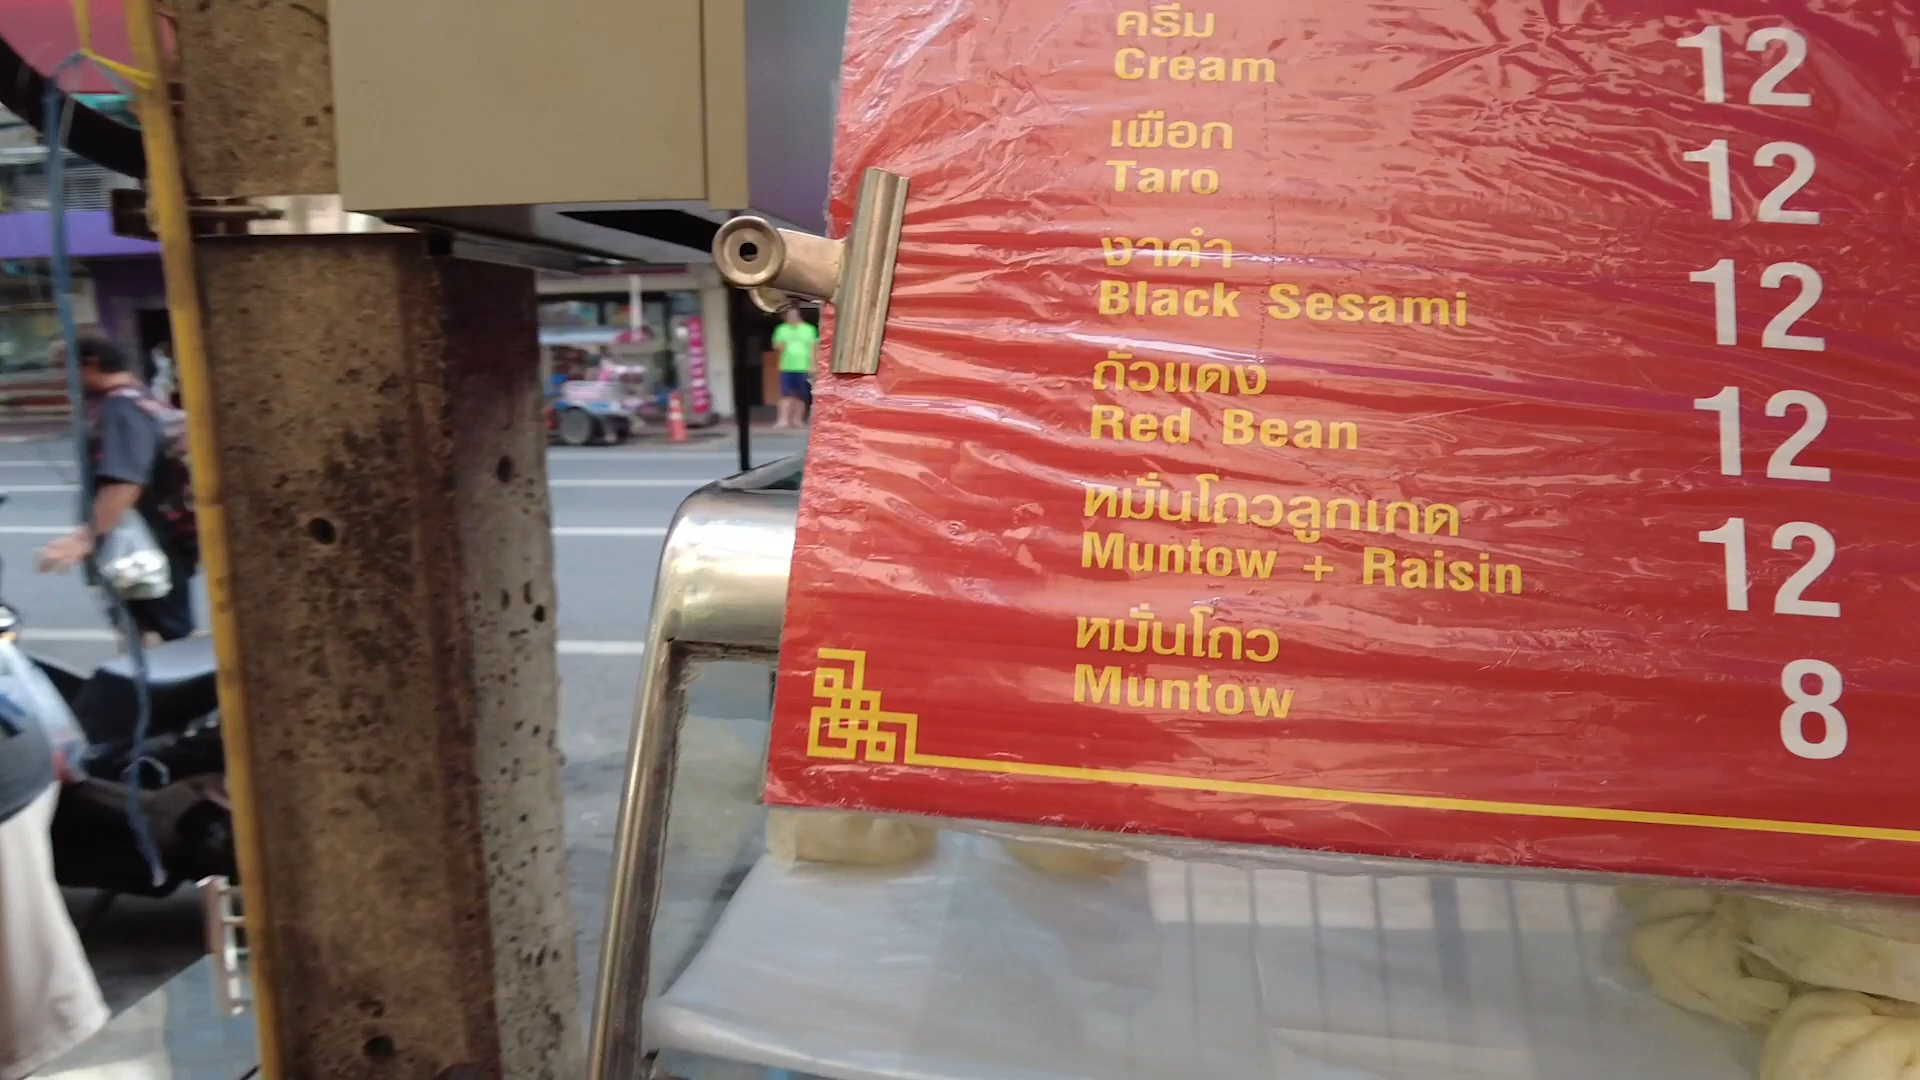 ครีม
Cream 12
เผือก
Taro 12
งาดำ
Black Sesami 12
ถั่วแดง
Red Bean 12
หมั่นโถวลูกเกด
Muntow + Raisin 12
หมั่นโถว
Muntow 8